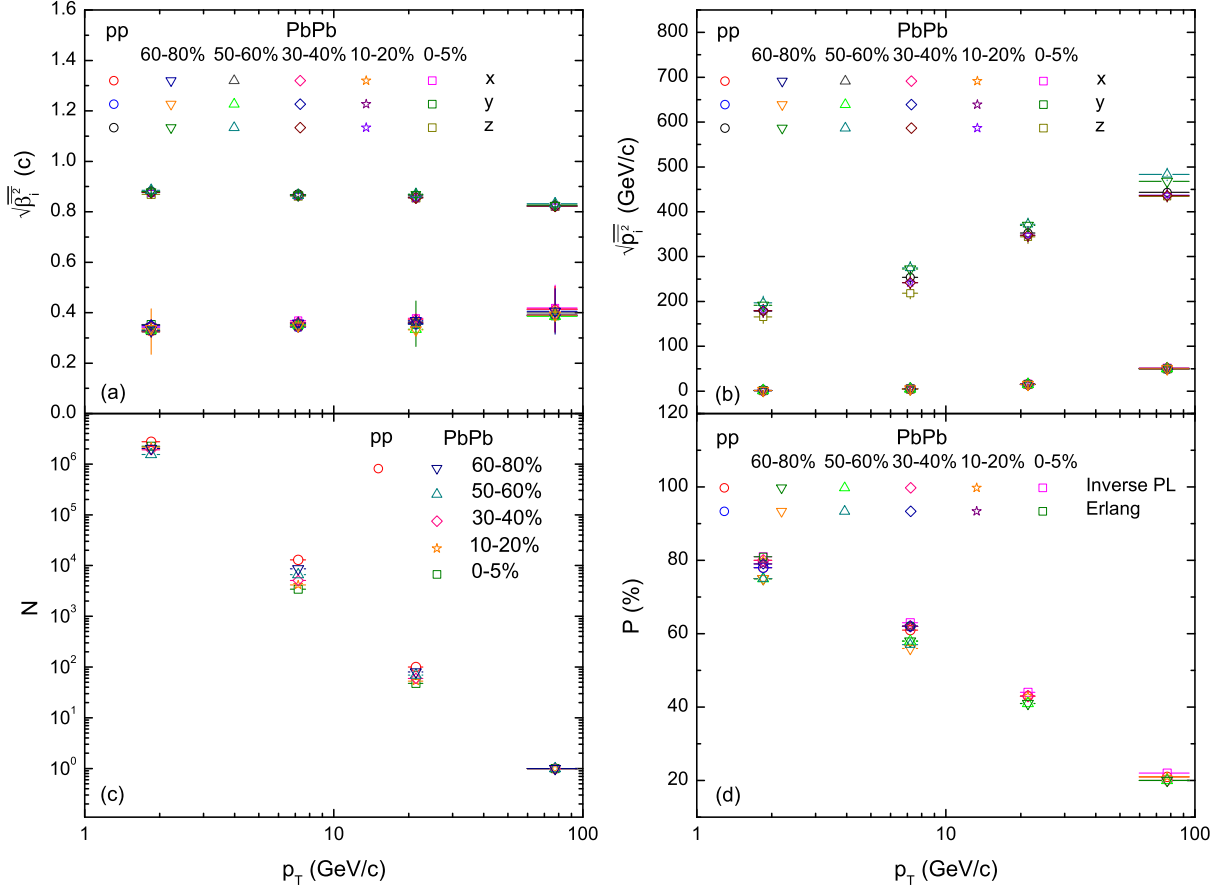 pp PbPb
60-80% 50-60% 30-40% 10-20% 0-5%
x
y
z
1.6
1.4
1.2
1.0
0.8
0.6
0.4
0.2
0.0
√β̿ᵢ² (c)
(a)
pp PbPb
60-80% 50-60% 30-40% 10-20% 0-5%
x
y
z
800
700
600
500
400
300
200
100
0
√p̿ᵢ² (GeV/c)
(b)
pp PbPb
60-80%
50-60%
30-40%
10-20%
0-5%
10⁶
10⁵
10⁴
10³
10²
10¹
10⁰
N
(c)
1 10 100
p_T (GeV/c)
pp PbPb
60-80% 50-60% 30-40% 10-20% 0-5%
Inverse PL
Erlang
120
100
80
60
40
20
P (%)
(d)
1 10 100
p_T (GeV/c)